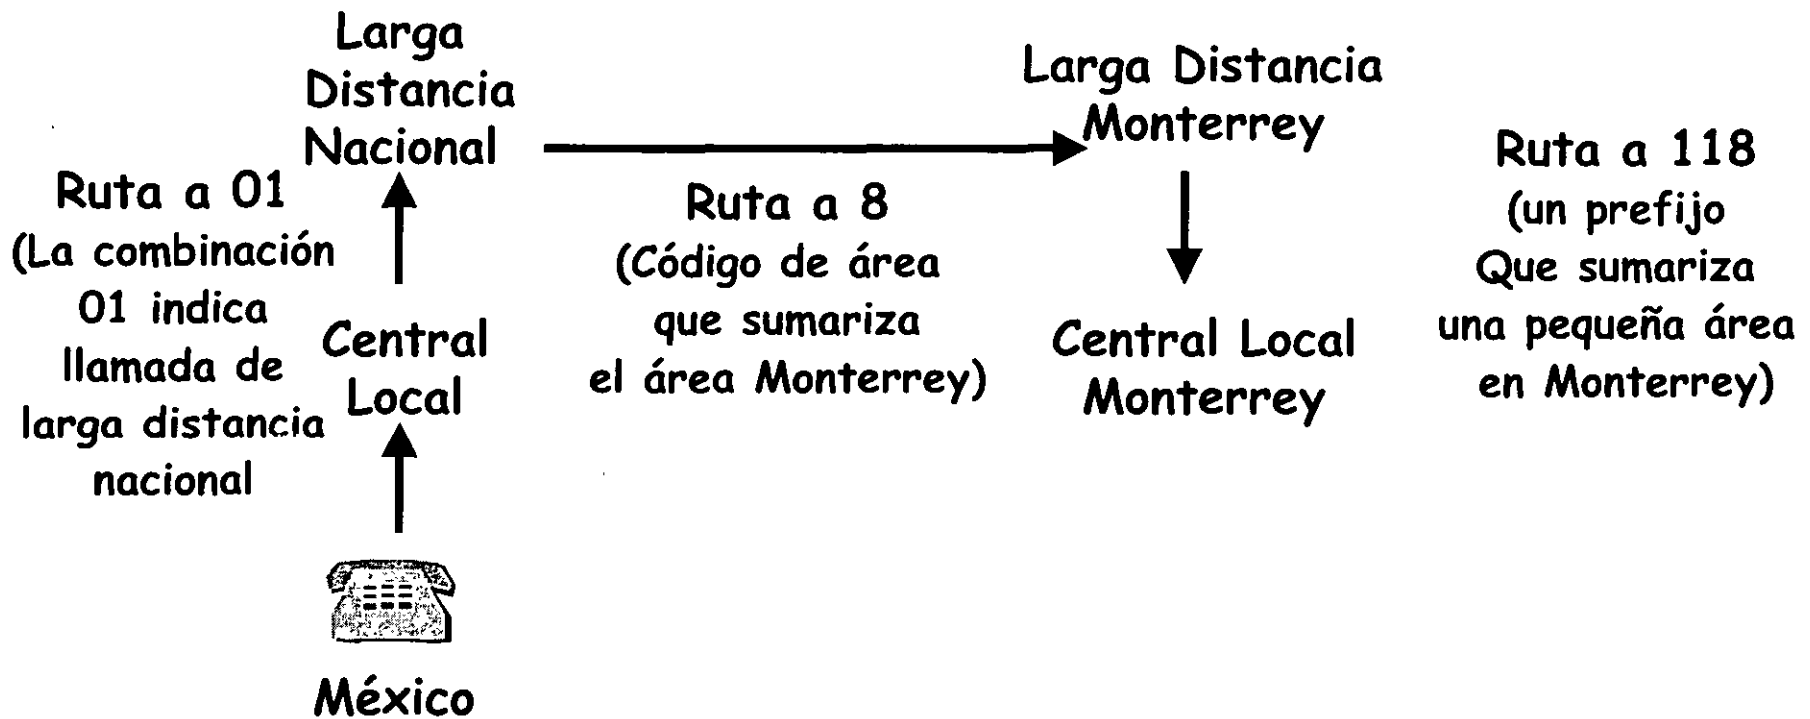 Larga
Distancia
Nacional
Larga Distancia
Monterrey
Ruta a 01
(La combinación
01 indica
llamada de
larga distancia
nacional
Ruta a 8
(Código de área
que sumariza
el área Monterrey)
Ruta a 118
(un prefijo
Que sumariza
una pequeña área
en Monterrey)
Central
Local
Central Local
Monterrey
México